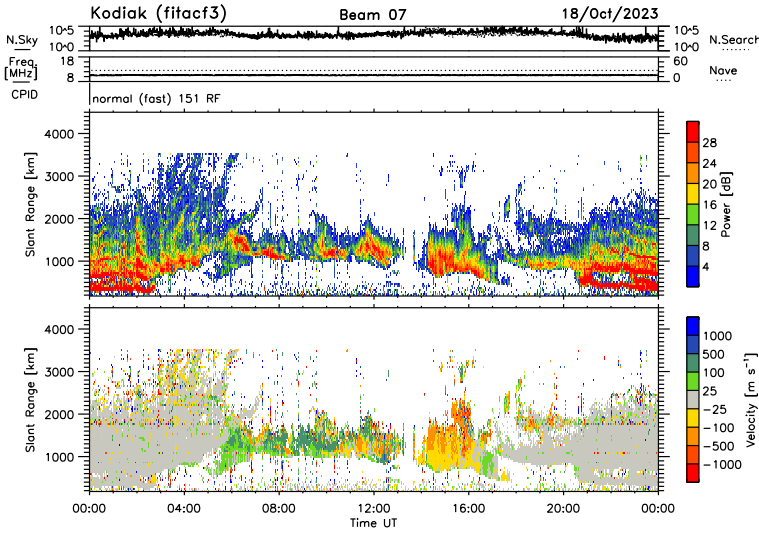 Kodiak (fitacf3) Beam 07 18/Oct/2023
N.Sky 10^5 10^0 10^5 10^0 N.Search
Freq. [MHz] 18 8 60 0 Nave
CPID normal (fast) 151 RF
Slant Range [km] 4000 3000 2000 1000
28 24 20 16 12 8 4 Power [dB]
Slant Range [km] 4000 3000 2000 1000
1000 500 100 25 -25 -100 -500 -1000 Velocity [m s^-1]
00:00 04:00 08:00 12:00 16:00 20:00 00:00
Time UT